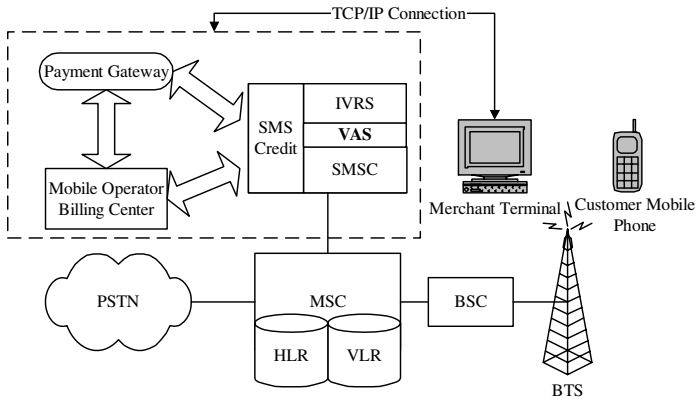 TCP/IP Connection
Payment Gateway
SMS
Credit
IVRS
VAS
SMSC
Mobile Operator
Billing Center
Merchant Terminal
Customer Mobile
Phone
PSTN
MSC
HLR
VLR
BSC
BTS